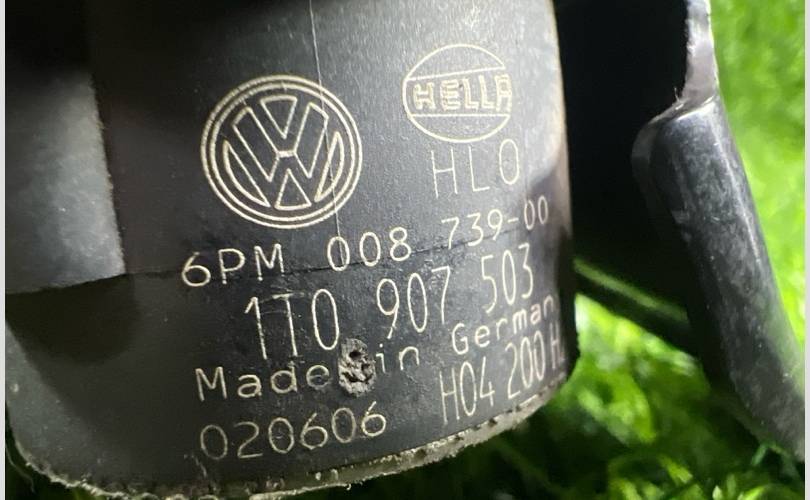 HELLA
HLO
6PM 008 739-00
1T0 907 503
Made in German
020606 H04 200 H